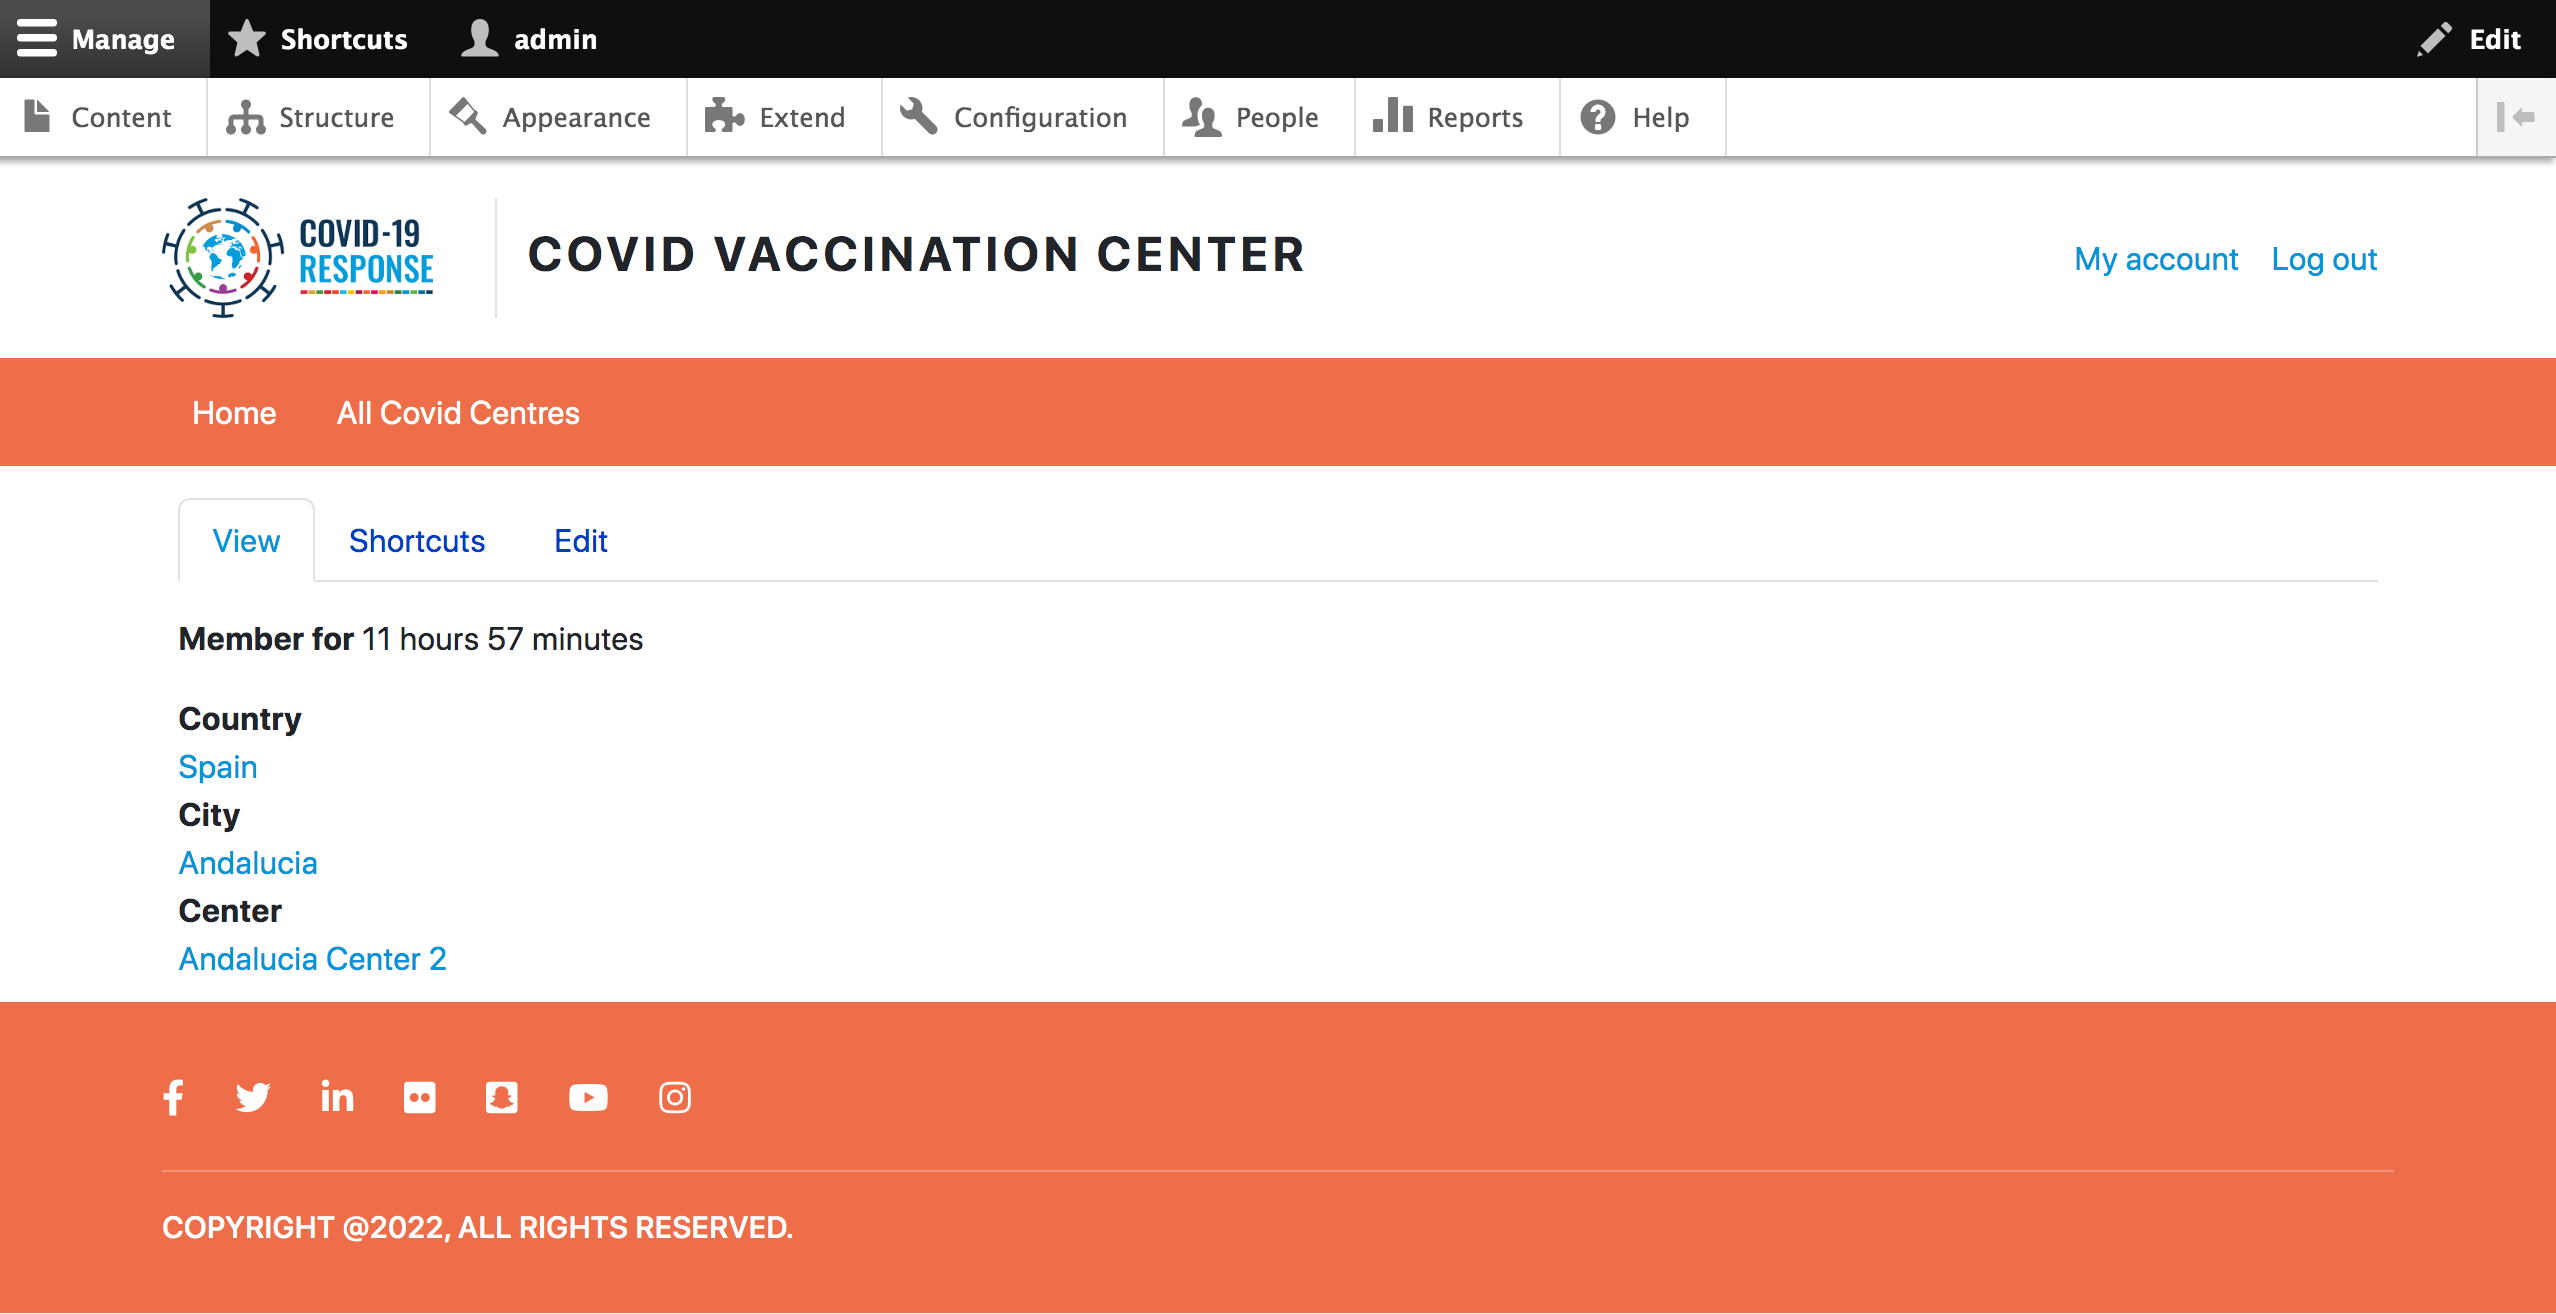 Manage Shortcuts admin Edit
Content Structure Appearance Extend Configuration People Reports Help
COVID-19
RESPONSE
COVID VACCINATION CENTER
My account Log out
Home All Covid Centres
View Shortcuts Edit
Member for 11 hours 57 minutes
Country
Spain
City
Andalucia
Center
Andalucia Center 2
COPYRIGHT @2022, ALL RIGHTS RESERVED.